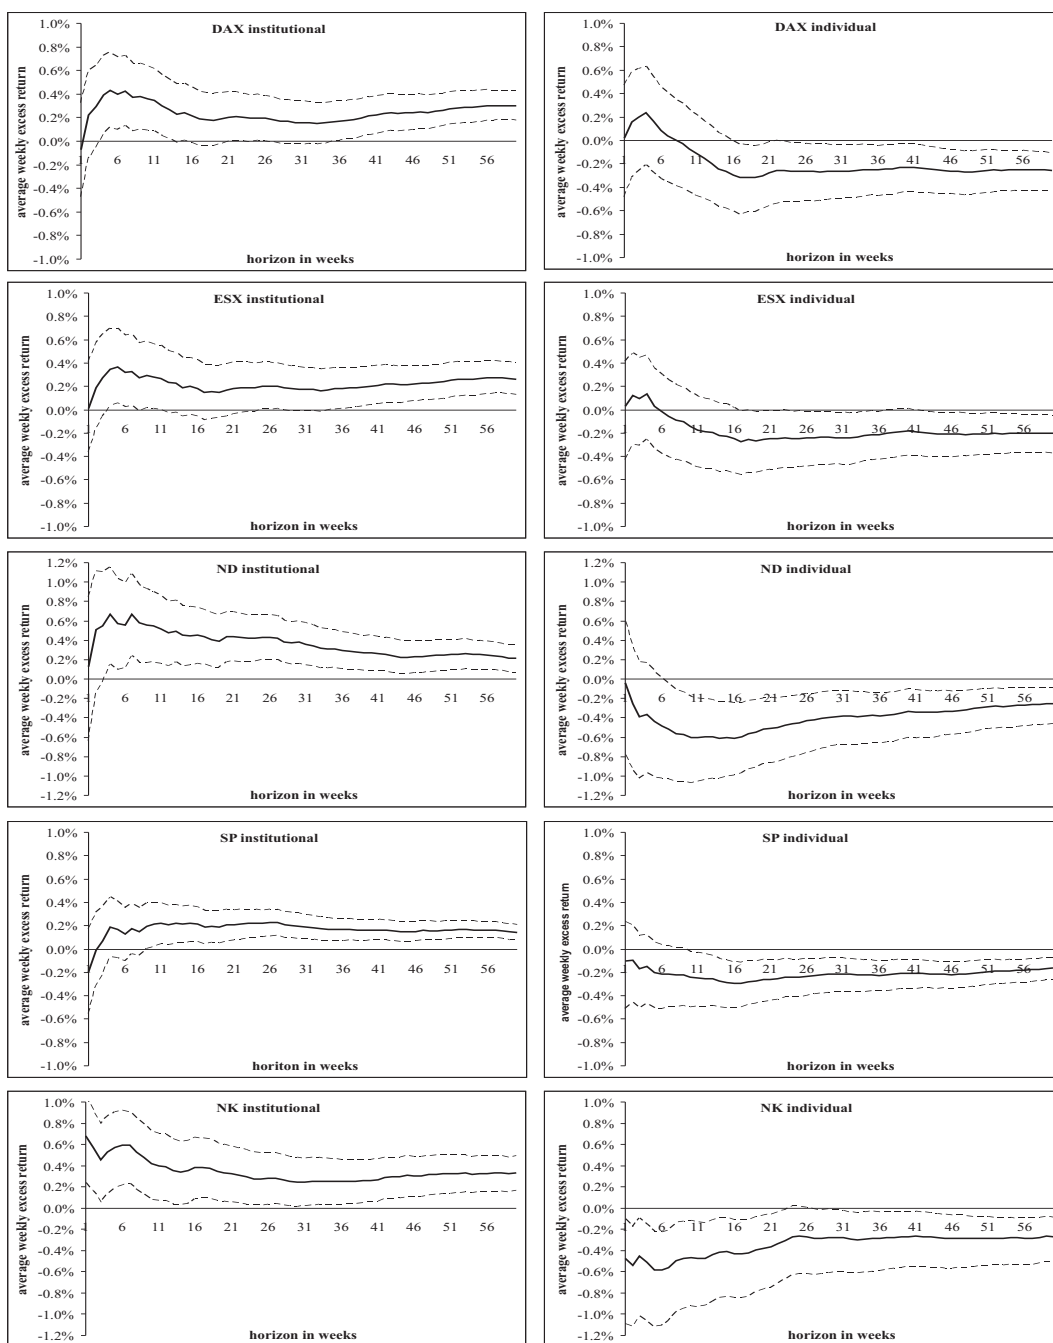 DAX institutional
average weekly excess return
1.0%
0.8%
0.6%
0.4%
0.2%
0.0%
-0.2%
-0.4%
-0.6%
-0.8%
-1.0%
1 6 11 16 21 26 31 36 41 46 51 56
horizon in weeks
DAX individual
average weekly excess return
1.0%
0.8%
0.6%
0.4%
0.2%
0.0%
-0.2%
-0.4%
-0.6%
-0.8%
-1.0%
1 6 11 16 21 26 31 36 41 46 51 56
horizon in weeks
ESX institutional
average weekly excess return
1.0%
0.8%
0.6%
0.4%
0.2%
0.0%
-0.2%
-0.4%
-0.6%
-0.8%
-1.0%
1 6 11 16 21 26 31 36 41 46 51 56
horizon in weeks
ESX individual
average weekly excess return
1.0%
0.8%
0.6%
0.4%
0.2%
0.0%
-0.2%
-0.4%
-0.6%
-0.8%
-1.0%
1 6 11 16 21 26 31 36 41 46 51 56
horizon in weeks
ND institutional
average weekly excess return
1.2%
1.0%
0.8%
0.6%
0.4%
0.2%
0.0%
-0.2%
-0.4%
-0.6%
-0.8%
-1.0%
-1.2%
1 6 11 16 21 26 31 36 41 46 51 56
horizon in weeks
ND individual
average weekly excess return
1.2%
1.0%
0.8%
0.6%
0.4%
0.2%
0.0%
-0.2%
-0.4%
-0.6%
-0.8%
-1.0%
-1.2%
1 6 11 16 21 26 31 36 41 46 51 56
horizon in weeks
SP institutional
average weekly excess return
1.0%
0.8%
0.6%
0.4%
0.2%
0.0%
-0.2%
-0.4%
-0.6%
-0.8%
-1.0%
1 6 11 16 21 26 31 36 41 46 51 56
horiton in weeks
SP individual
average weekly excess return
1.0%
0.8%
0.6%
0.4%
0.2%
0.0%
-0.2%
-0.4%
-0.6%
-0.8%
-1.0%
1 6 11 16 21 26 31 36 41 46 51 56
horizon in weeks
NK institutional
average weekly excess return
1.0%
0.8%
0.6%
0.4%
0.2%
0.0%
-0.2%
-0.4%
-0.6%
-0.8%
-1.0%
-1.2%
1 6 11 16 21 26 31 36 41 46 51 56
horizon in weeks
NK individual
average weekly excess return
1.0%
0.8%
0.6%
0.4%
0.2%
0.0%
-0.2%
-0.4%
-0.6%
-0.8%
-1.0%
-1.2%
1 6 11 16 21 26 31 36 41 46 51 56
horizon in weeks